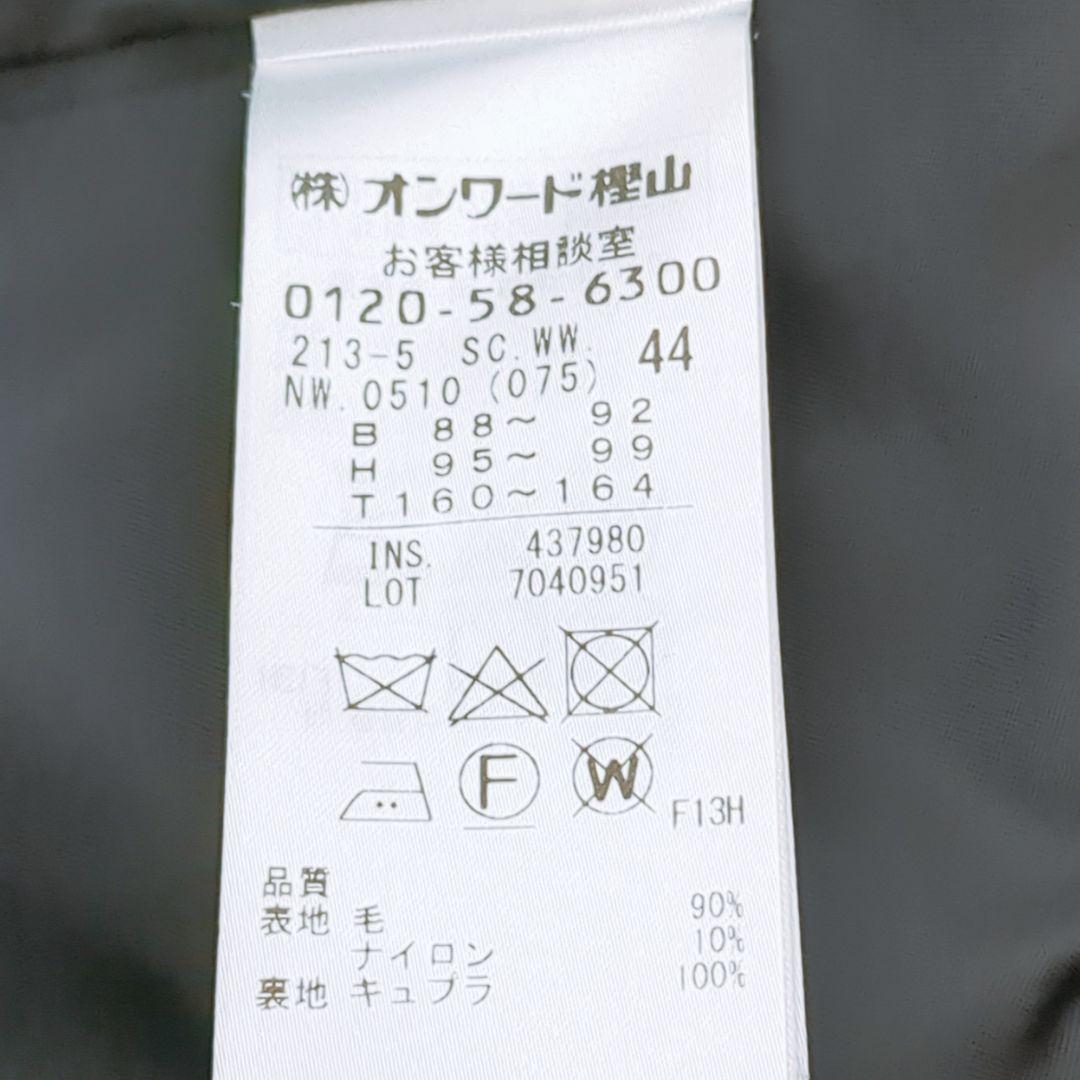 (株)オンワード樫山
お客様相談室
0120-58-6300
213-5 SC.WW. 44
NW.0510(075)
B 88~ 92
H 95~ 99
T160~164
INS. 437980
LOT 7040951
F
W
F13H
品質
表地 毛 90%
ナイロン 10%
裏地 キュプラ 100%